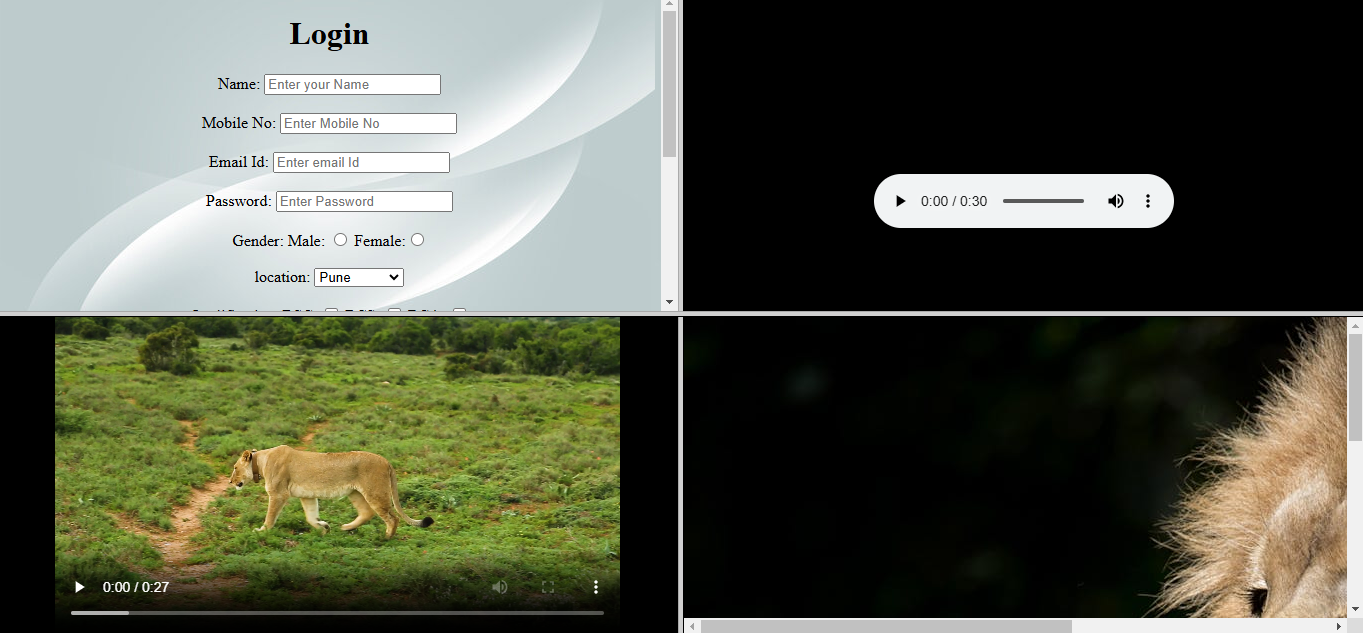 Login
Name: Enter your Name
Mobile No: Enter Mobile No
Email Id: Enter email Id
Password: Enter Password
Gender: Male: Female:
location: Pune
0:00 / 0:30
0:00 / 0:27